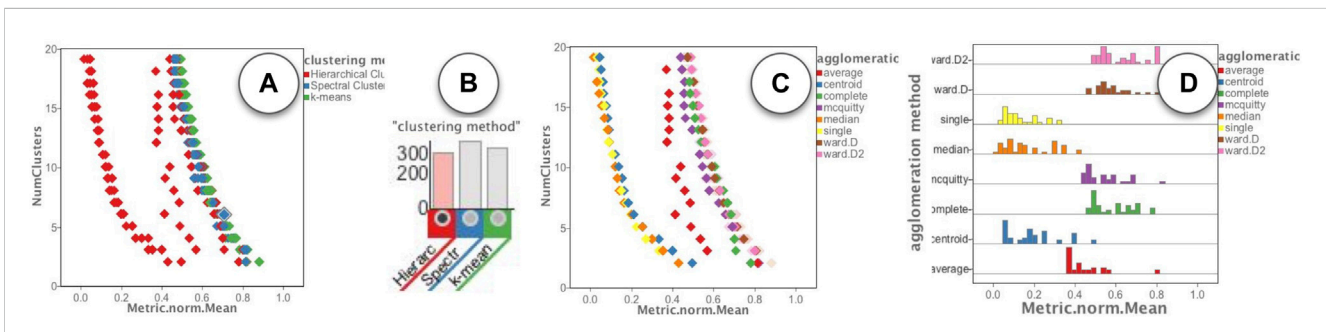 A
clustering me
Hierarchical Clu
Spectral Cluster
k-means
NumClusters
20
15
10
5
0
0.0 0.2 0.4 0.6 0.8 1.0
Metric.norm.Mean
B
"clustering method"
300
200
0
Hierarc
Spectr
k-mean
C
agglomeratic
average
centroid
complete
mcquitty
median
single
ward.D
ward.D2
NumClusters
20
15
10
5
0
0.0 0.2 0.4 0.6 0.8 1.0
Metric.norm.Mean
D
agglomeratic
average
centroid
complete
mcquitty
median
single
ward.D
ward.D2
agglomeration method
vard.D2
ward.D
single
median
mcquitty
omplete
centroid
average
0.0 0.2 0.4 0.6 0.8 1.0
Metric.norm.Mean